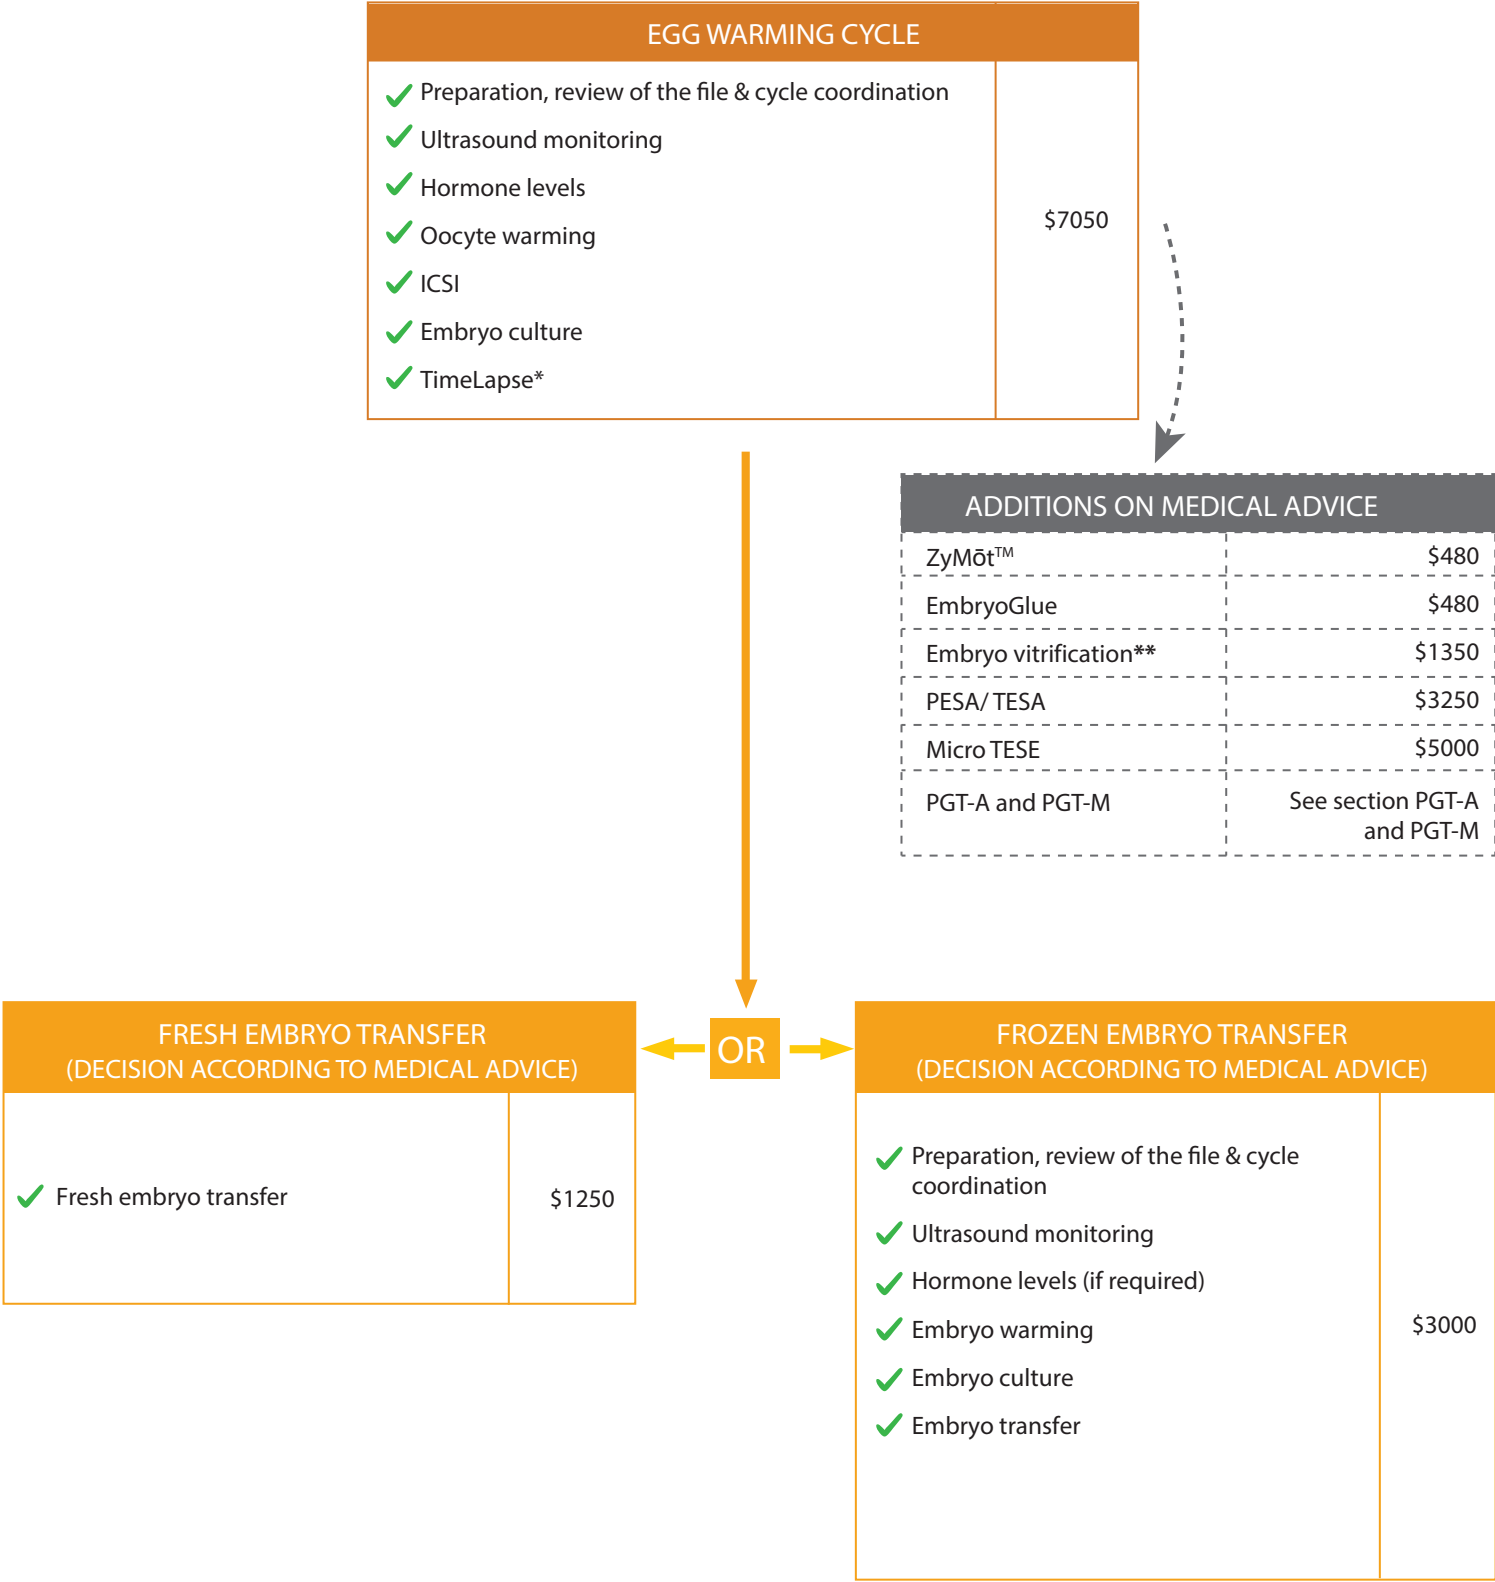 EGG WARMING CYCLE
Preparation, review of the file & cycle coordination
Ultrasound monitoring
Hormone levels
Oocyte warming
ICSI
Embryo culture
TimeLapse*
$7050
ADDITIONS ON MEDICAL ADVICE
ZyMōt™ $480
EmbryoGlue $480
Embryo vitrification** $1350
PESA/ TESA $3250
Micro TESE $5000
PGT-A and PGT-M See section PGT-A
and PGT-M
OR
FRESH EMBRYO TRANSFER
(DECISION ACCORDING TO MEDICAL ADVICE)
Fresh embryo transfer $1250
FROZEN EMBRYO TRANSFER
(DECISION ACCORDING TO MEDICAL ADVICE)
Preparation, review of the file & cycle
coordination
Ultrasound monitoring
Hormone levels (if required)
Embryo warming
Embryo culture
Embryo transfer
$3000